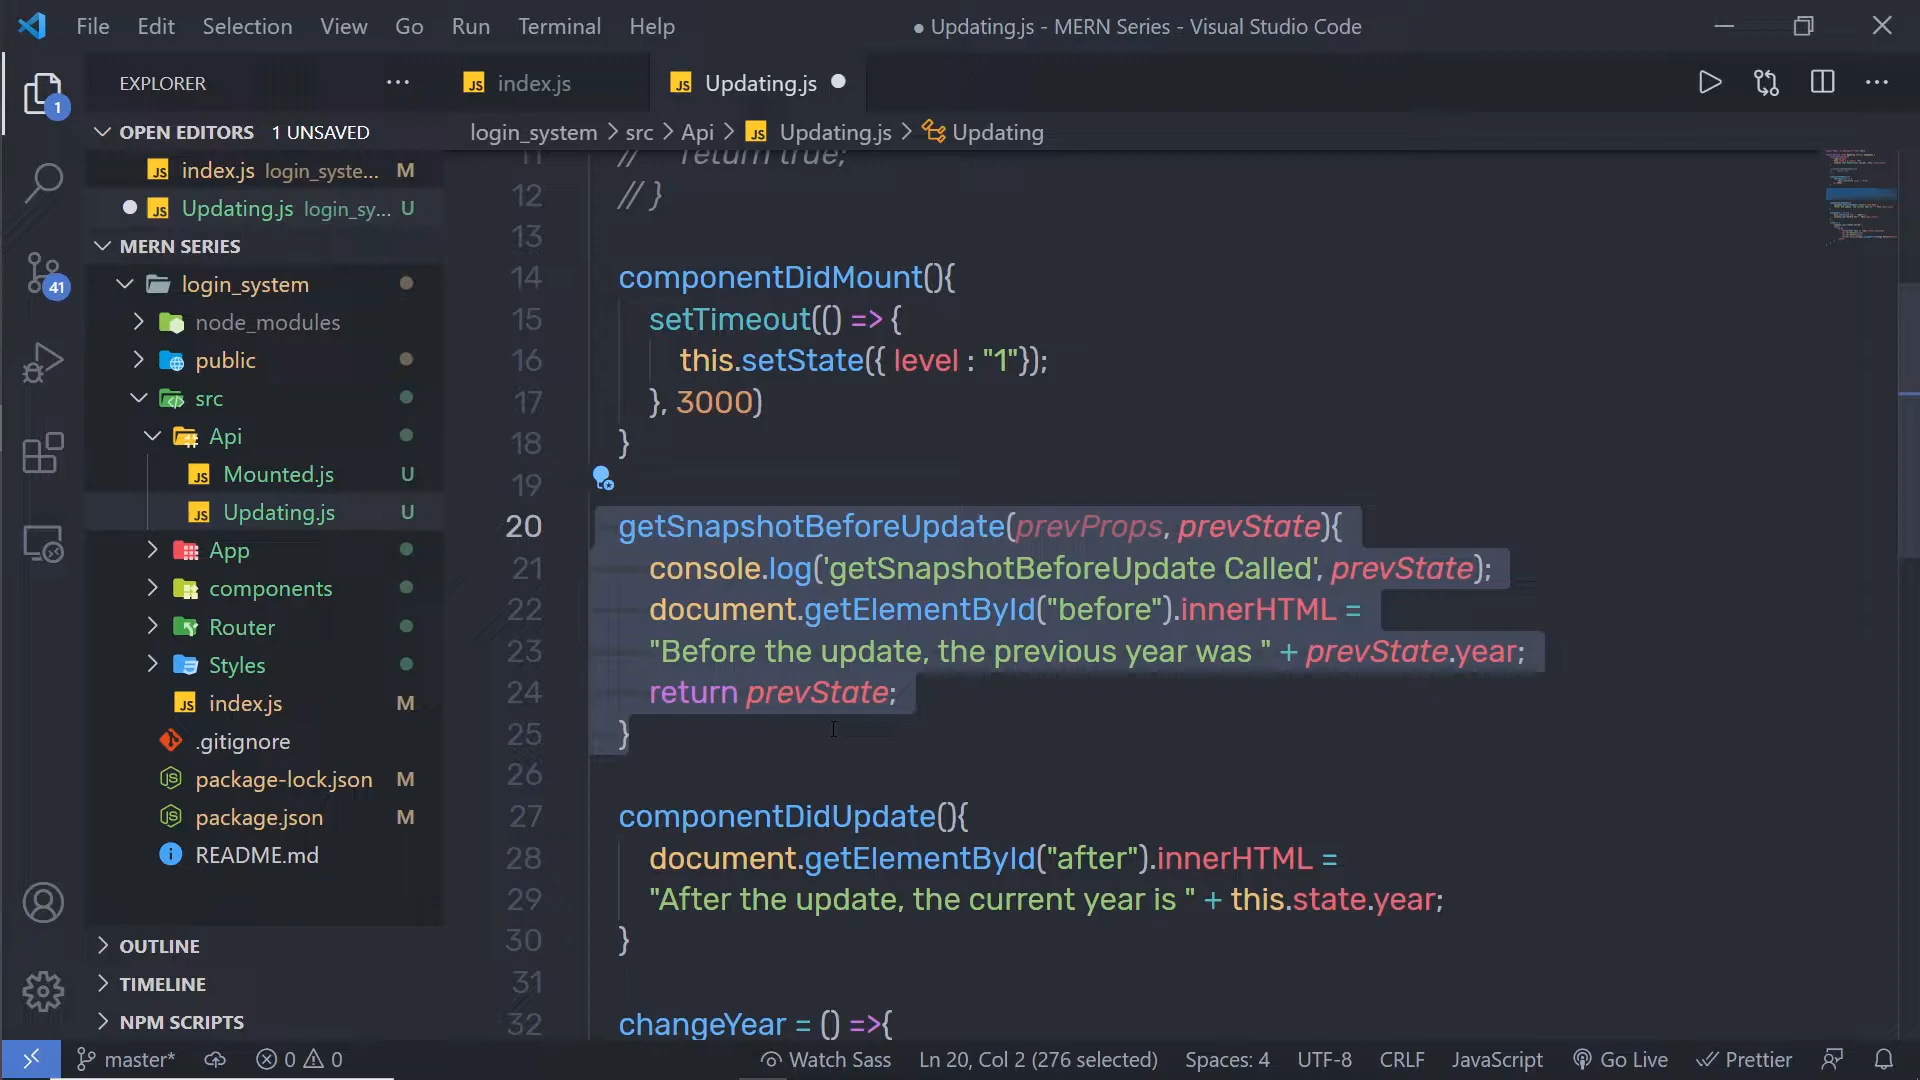 File Edit Selection View Go Run Terminal Help
● Updating.js - MERN Series - Visual Studio Code
EXPLORER
index.js
Updating.js
OPEN EDITORS 1 UNSAVED
index.js login_syste... M
Updating.js login_sy... U
MERN SERIES
login_system
node_modules
public
src
Api
Mounted.js U
Updating.js U
App
components
Router
Styles
index.js M
.gitignore
package-lock.json M
package.json M
README.md
OUTLINE
TIMELINE
NPM SCRIPTS
1
41
login_system > src > Api > JS Updating.js > Updating
11 // return true;
12 // }
13
14 componentDidMount(){
15 setTimeout(() => {
16 this.setState({ level : "1"});
17 }, 3000)
18 }
19
20 getSnapshotBeforeUpdate(prevProps, prevState){
21 console.log('getSnapshotBeforeUpdate Called', prevState);
22 document.getElementById("before").innerHTML =
23 "Before the update, the previous year was " + prevState.year;
24 return prevState;
25 }
26
27 componentDidUpdate(){
28 document.getElementById("after").innerHTML =
29 "After the update, the current year is " + this.state.year;
30 }
31
32 changeYear = () =>{
master* 0 0 Watch Sass Ln 20, Col 2 (276 selected) Spaces: 4 UTF-8 CRLF JavaScript Go Live Prettier